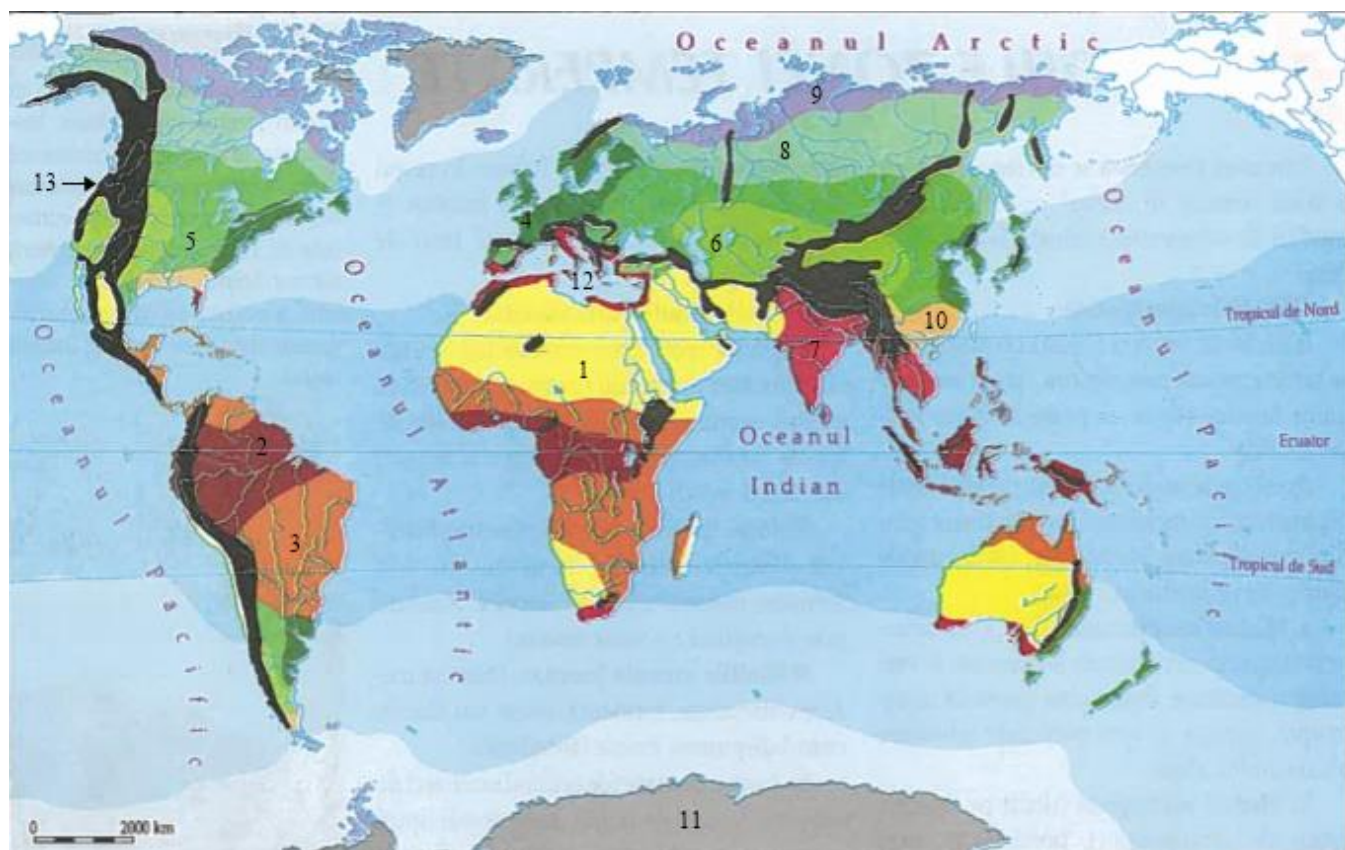 Oceanul Arctic
9
8
13
4
5
6
12
10
Tropicul de Nord
7
1
2
Oceanul
Indian
Ecuator
3
Tropicul de Sud
Oceanul Pacific
Oceanul Atlantic
Oceanul Pacific
11
0 2000 km